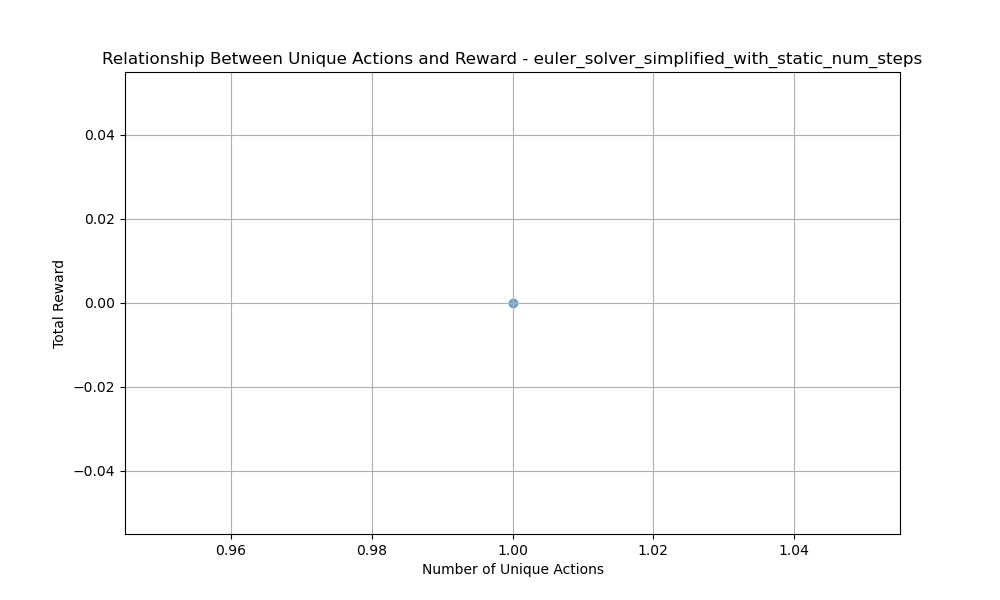 Relationship Between Unique Actions and Reward - euler_solver_simplified_with_static_num_steps
0.04
0.02
0.00
−0.02
−0.04
Total Reward
0.96 0.98 1.00 1.02 1.04
Number of Unique Actions